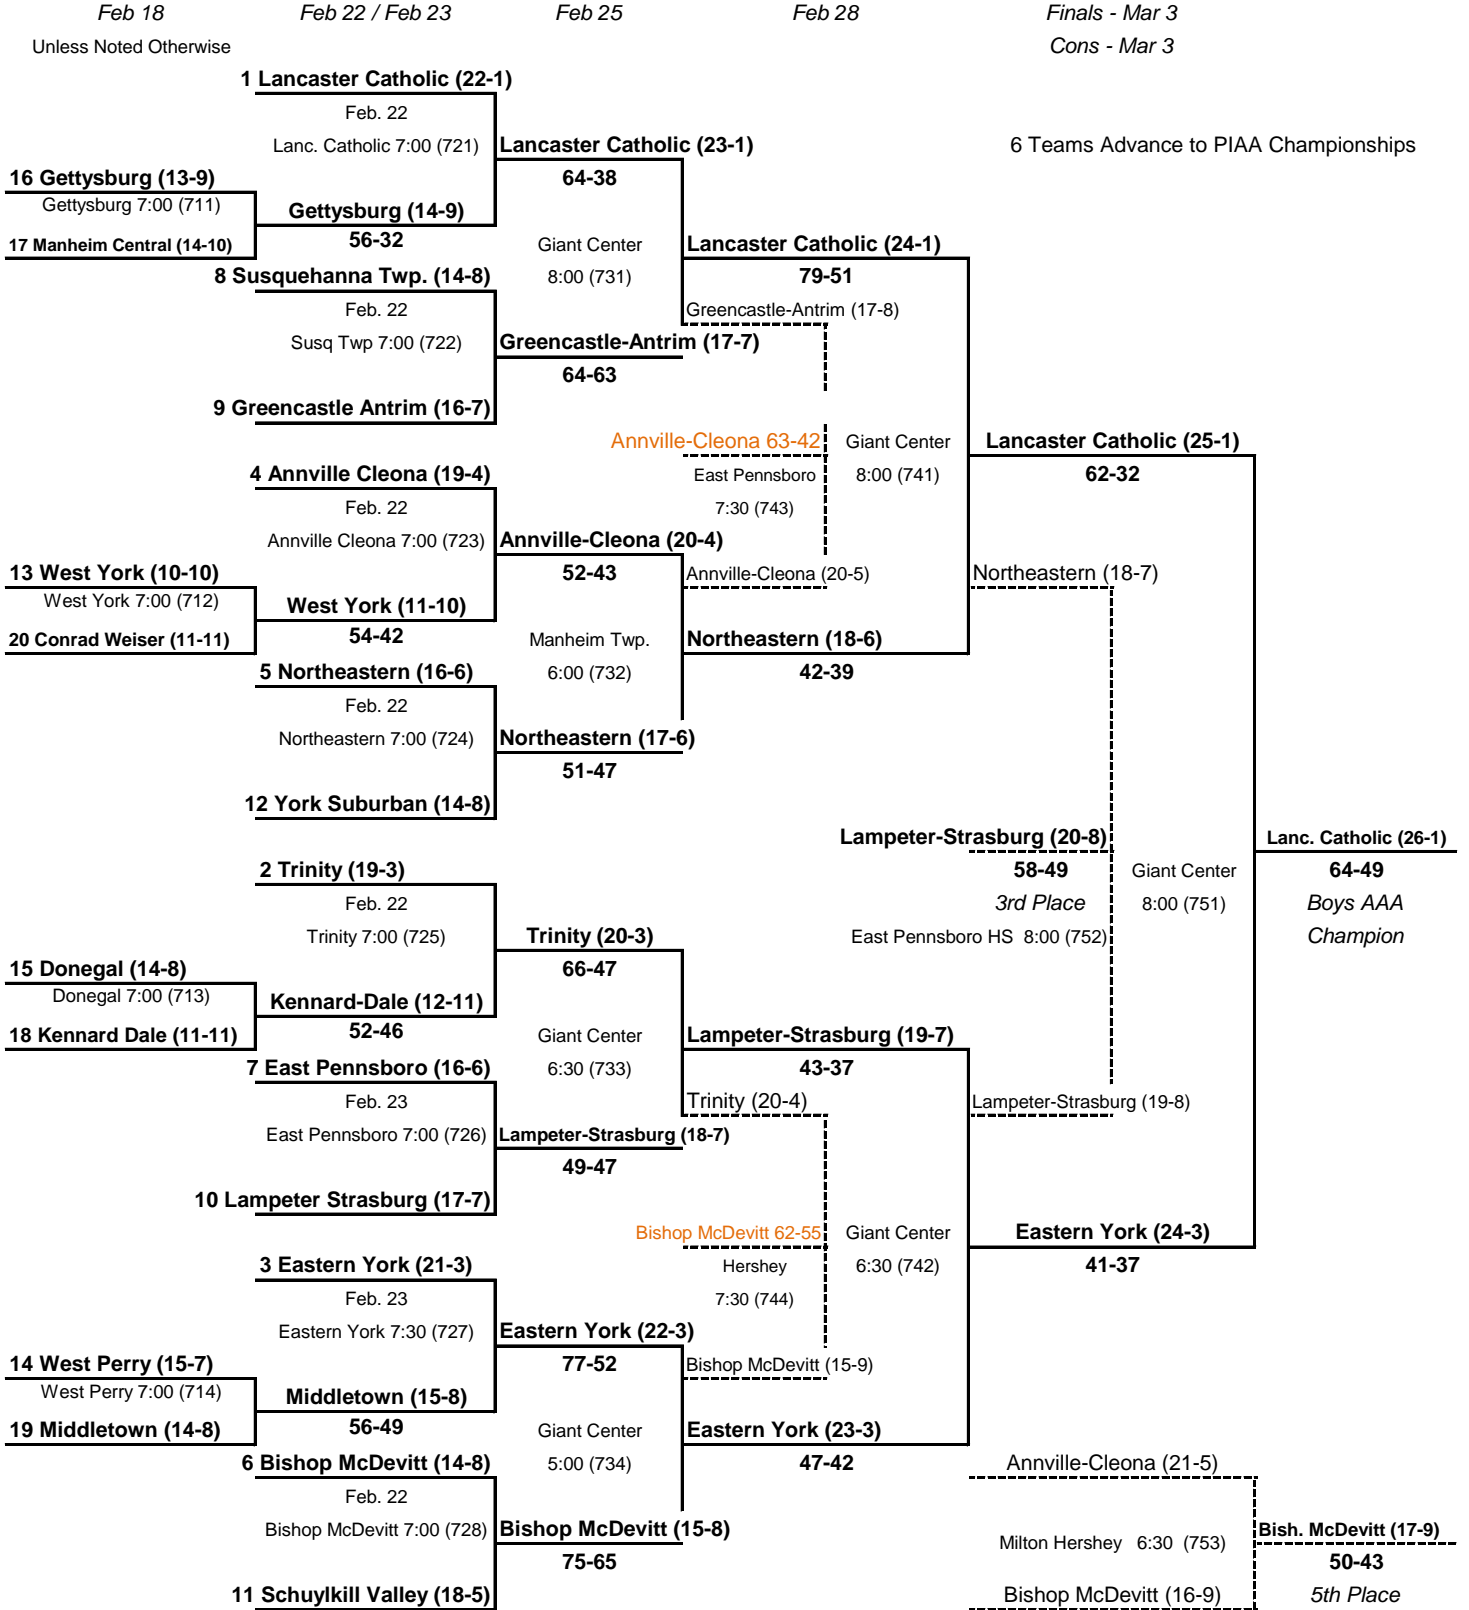 Feb 18 Feb 22 / Feb 23 Feb 25 Feb 28 Finals - Mar 3
Unless Noted Otherwise Cons - Mar 3
1 Lancaster Catholic (22-1)
Feb. 22
Lanc. Catholic 7:00 (721) Lancaster Catholic (23-1) 6 Teams Advance to PIAA Championships
16 Gettysburg (13-9) 64-38
Gettysburg 7:00 (711) Gettysburg (14-9)
17 Manheim Central (14-10) 56-32 Giant Center Lancaster Catholic (24-1)
8 Susquehanna Twp. (14-8) 8:00 (731) 79-51
Feb. 22 Greencastle-Antrim (17-8)
Susq Twp 7:00 (722) Greencastle-Antrim (17-7)
64-63
9 Greencastle Antrim (16-7)
Annville-Cleona 63-42 Giant Center Lancaster Catholic (25-1)
4 Annville Cleona (19-4) East Pennsboro 8:00 (741) 62-32
Feb. 22 7:30 (743)
Annville Cleona 7:00 (723) Annville-Cleona (20-4)
13 West York (10-10) 52-43 Annville-Cleona (20-5) Northeastern (18-7)
West York 7:00 (712) West York (11-10)
20 Conrad Weiser (11-11) 54-42 Manheim Twp. Northeastern (18-6)
5 Northeastern (16-6) 6:00 (732) 42-39
Feb. 22
Northeastern 7:00 (724) Northeastern (17-6)
51-47
12 York Suburban (14-8)
Lampeter-Strasburg (20-8) Lanc. Catholic (26-1)
2 Trinity (19-3) 58-49 Giant Center 64-49
Feb. 22 3rd Place 8:00 (751) Boys AAA
Trinity 7:00 (725) Trinity (20-3) East Pennsboro HS 8:00 (752) Champion
15 Donegal (14-8) 66-47
Donegal 7:00 (713) Kennard-Dale (12-11)
18 Kennard Dale (11-11) 52-46 Giant Center Lampeter-Strasburg (19-7)
7 East Pennsboro (16-6) 6:30 (733) 43-37
Feb. 23 Trinity (20-4) Lampeter-Strasburg (19-8)
East Pennsboro 7:00 (726) Lampeter-Strasburg (18-7)
49-47
10 Lampeter Strasburg (17-7)
Bishop McDevitt 62-55 Giant Center Eastern York (24-3)
3 Eastern York (21-3) Hershey 6:30 (742) 41-37
Feb. 23 7:30 (744)
Eastern York 7:30 (727) Eastern York (22-3)
14 West Perry (15-7) 77-52 Bishop McDevitt (15-9)
West Perry 7:00 (714) Middletown (15-8)
19 Middletown (14-8) 56-49 Giant Center Eastern York (23-3)
6 Bishop McDevitt (14-8) 5:00 (734) 47-42 Annville-Cleona (21-5)
Feb. 22
Bishop McDevitt 7:00 (728) Bishop McDevitt (15-8) Milton Hershey 6:30 (753) Bish. McDevitt (17-9)
75-65 50-43
11 Schuylkill Valley (18-5) Bishop McDevitt (16-9) 5th Place